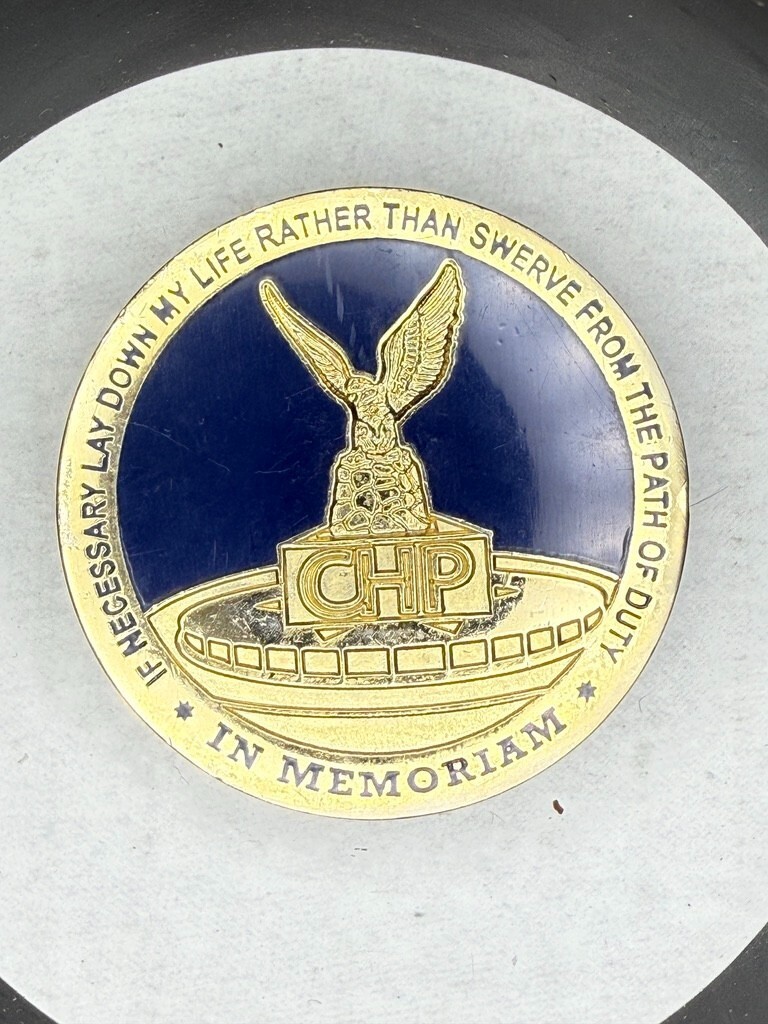 IF NECESSARY LAY DOWN MY LIFE RATHER THAN SWERVE FROM THE PATH OF DUTY
CHP
* IN MEMORIAM *